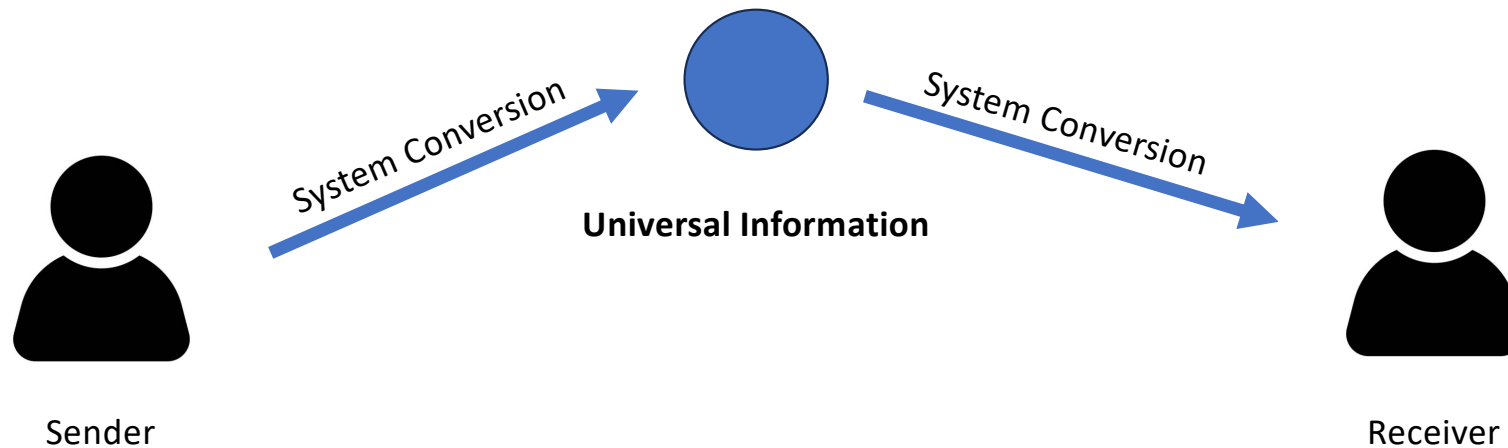 System Conversion
System Conversion
Universal Information
Sender
Receiver